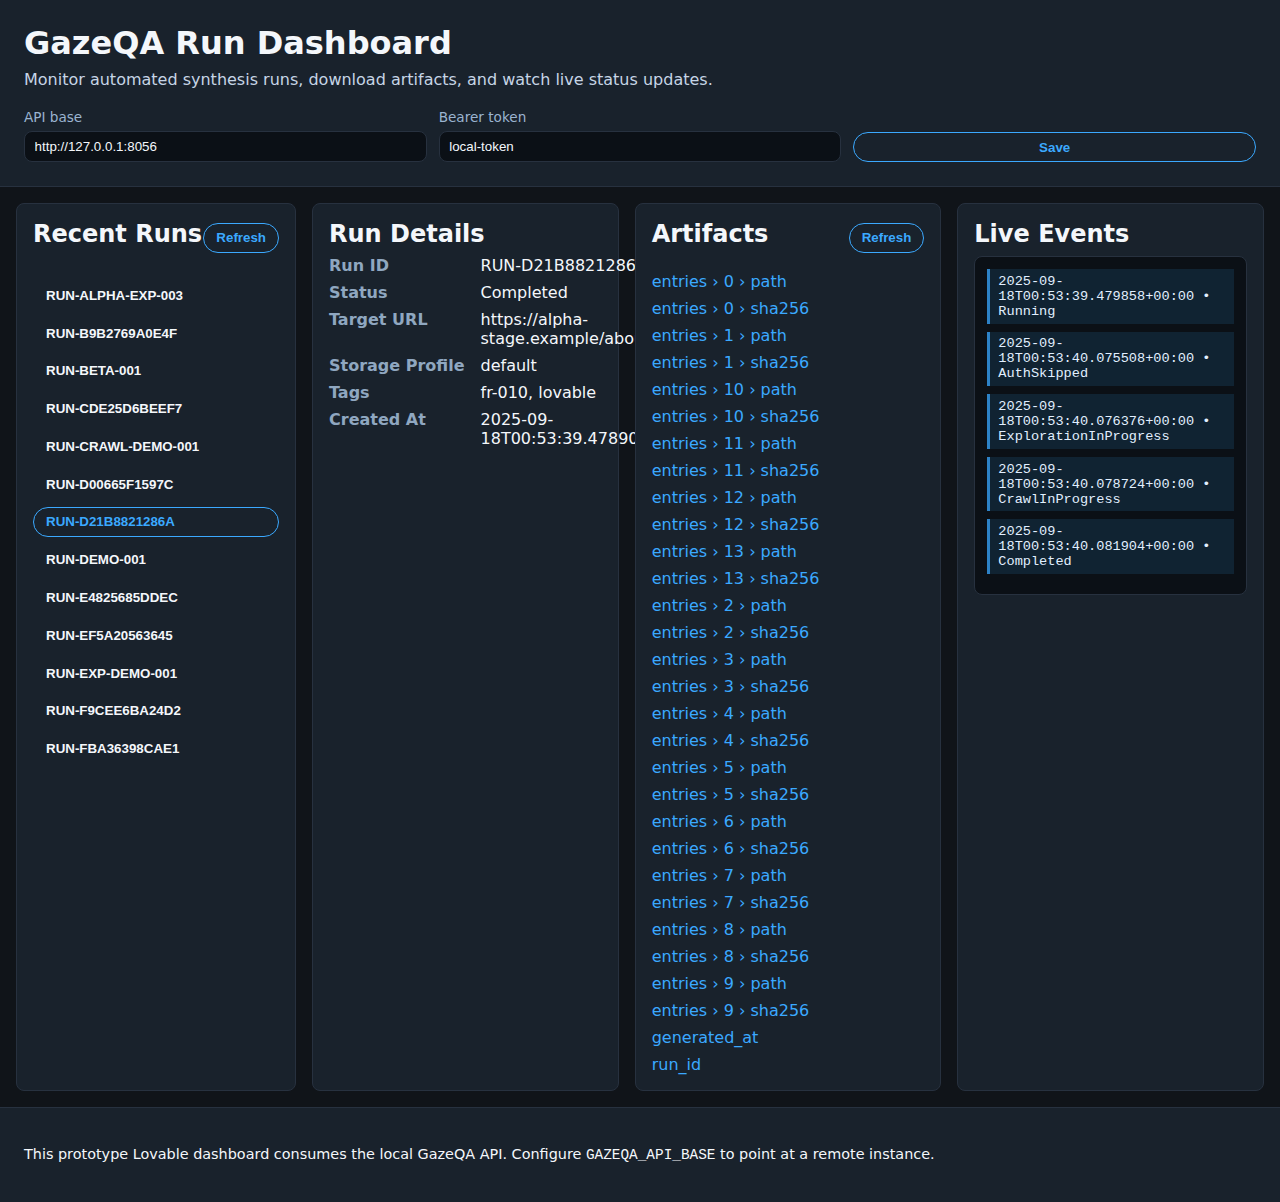 GazeQA Run Dashboard
Monitor automated synthesis runs, download artifacts, and watch live status updates.
API base
Bearer token
http://127.0.0.1:8056
local-token
Save
Recent Runs
Refresh
RUN-ALPHA-EXP-003
RUN-B9B2769A0E4F
RUN-BETA-001
RUN-CDE25D6BEEF7
RUN-CRAWL-DEMO-001
RUN-D00665F1597C
RUN-D21B8821286A
RUN-DEMO-001
RUN-E4825685DDEC
RUN-EF5A20563645
RUN-EXP-DEMO-001
RUN-F9CEE6BA24D2
RUN-FBA36398CAE1
Run Details
Run ID
RUN-D21B8821286
Status
Completed
Target URL
https://alpha-
stage.example/abo
Storage Profile
default
Tags
fr-010, lovable
Created At
2025-09-
18T00:53:39.47890
Artifacts
Refresh
entries › 0 › path
entries › 0 › sha256
entries › 1 › path
entries › 1 › sha256
entries › 10 › path
entries › 10 › sha256
entries › 11 › path
entries › 11 › sha256
entries › 12 › path
entries › 12 › sha256
entries › 13 › path
entries › 13 › sha256
entries › 2 › path
entries › 2 › sha256
entries › 3 › path
entries › 3 › sha256
entries › 4 › path
entries › 4 › sha256
entries › 5 › path
entries › 5 › sha256
entries › 6 › path
entries › 6 › sha256
entries › 7 › path
entries › 7 › sha256
entries › 8 › path
entries › 8 › sha256
entries › 9 › path
entries › 9 › sha256
generated_at
run_id
Live Events
2025-09-
18T00:53:39.479858+00:00 •
Running
2025-09-
18T00:53:40.075508+00:00 •
AuthSkipped
2025-09-
18T00:53:40.076376+00:00 •
ExplorationInProgress
2025-09-
18T00:53:40.078724+00:00 •
CrawlInProgress
2025-09-
18T00:53:40.081904+00:00 •
Completed
This prototype Lovable dashboard consumes the local GazeQA API. Configure GAZEQA_API_BASE to point at a remote instance.